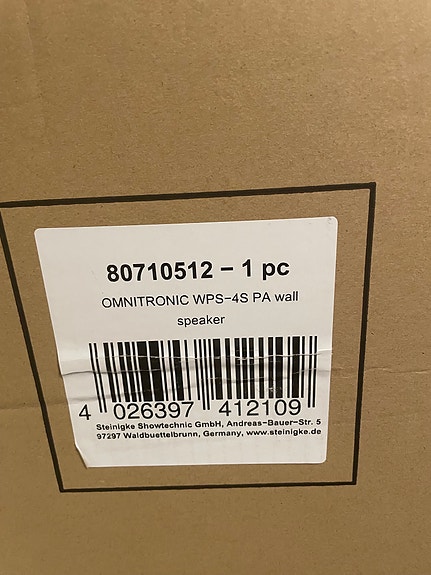 80710512 – 1 pc
OMNITRONIC WPS-4S PA wall
speaker
4 026397 412109
Steinigke Showtechnic GmbH, Andreas-Bauer-Str. 5
97297 Waldbuettelbrunn, Germany, www.steinigke.de